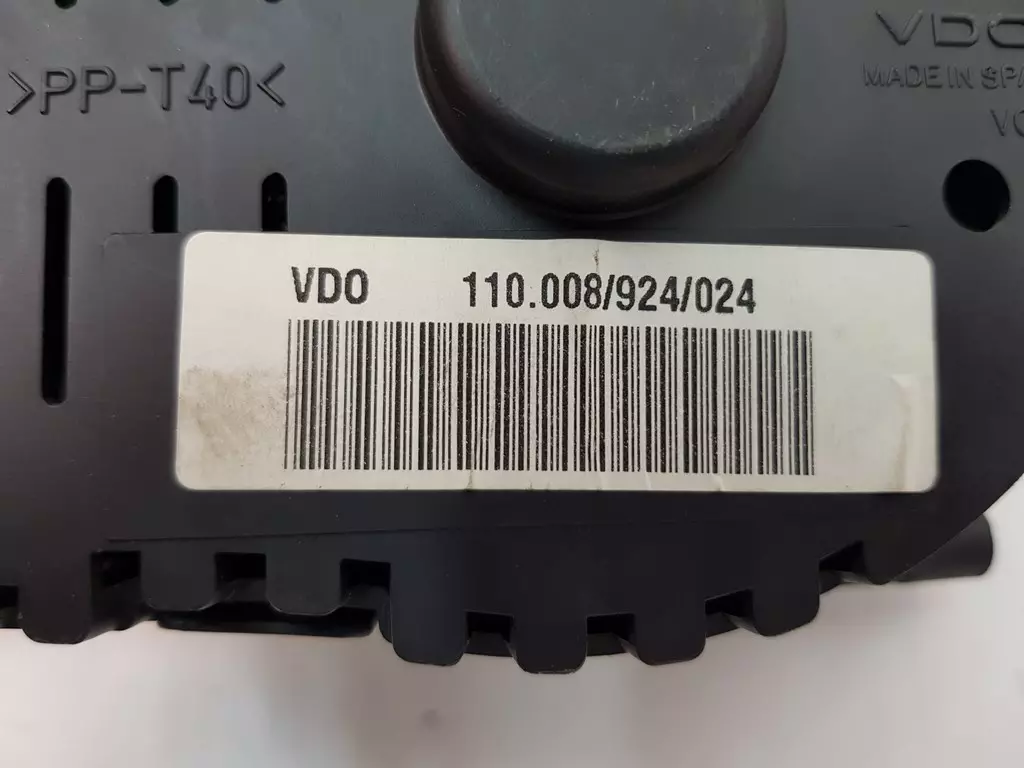 >PP-T40<
VDO
MADE IN SPA
VDO 110.008/924/024